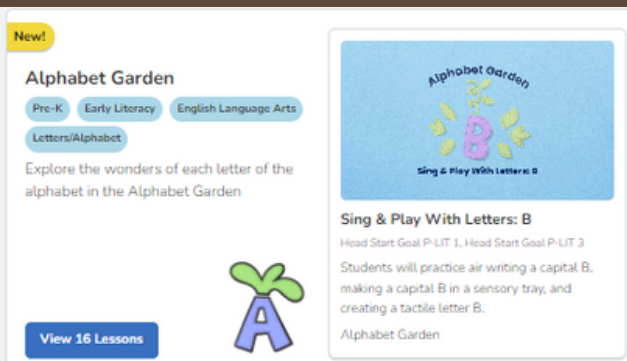 New!
Alphabet Garden
Pre-K Early Literacy English Language Arts
Letters/Alphabet
Explore the wonders of each letter of the
alphabet in the Alphabet Garden
A
View 16 Lessons
Alphabet Garden
B
Sing & Play With Letters: B
Sing & Play With Letters: B
Head Start Goal P-LIT 1, Head Start Goal P-LIT 3
Students will practice air writing a capital B,
making a capital B in a sensory tray, and
creating a tactile letter B.
Alphabet Garden